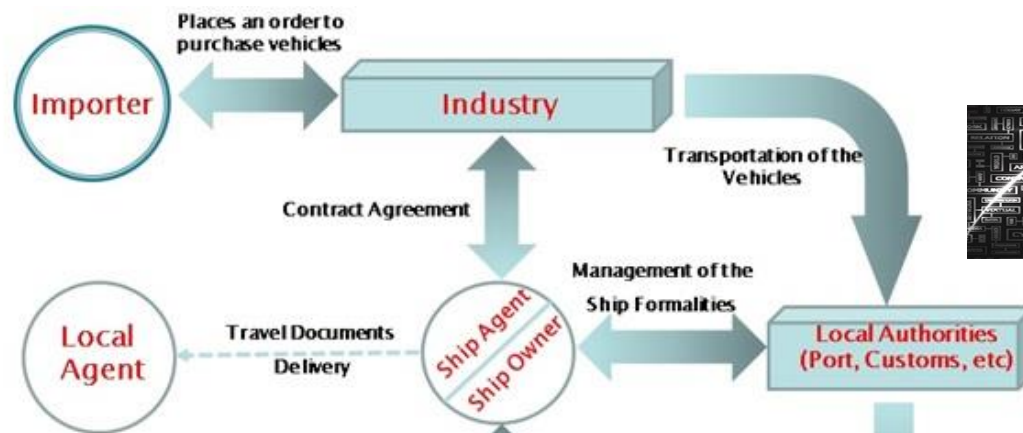 Places an order to
purchase vehicles
Importer
Industry
Transportation of the
Vehicles
Contract Agreement
Management of the
Ship Formalities
Local
Agent
Travel Documents
Delivery
Ship Agent
Ship Owner
Local Authorities
(Port, Customs, etc)
VIRTUAL